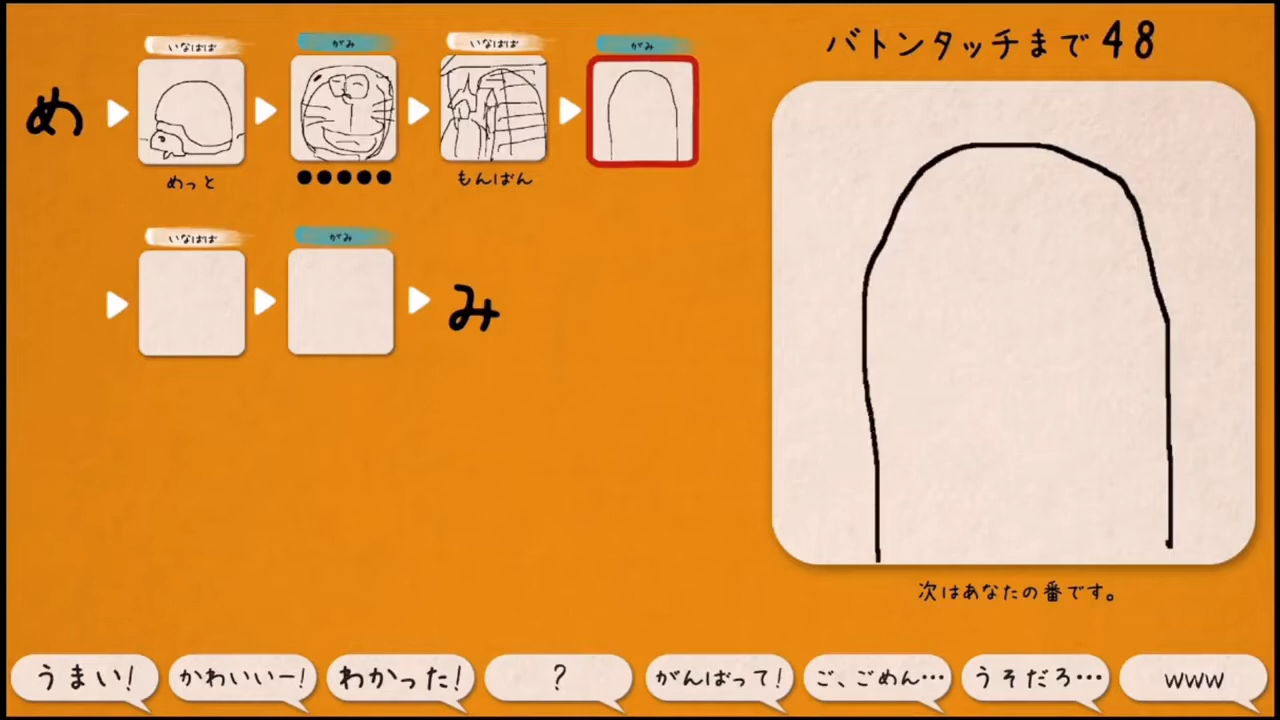 いなばば
がみ
いなばば
がみ
バトンタッチまで48
め
めっと
●●●●●
もんばん
いなばば
がみ
み
次はあなたの番です。
うまい!
かわいいー!
わかった!
?
がんばって!
ご、ごめん…
うそだろ…
www